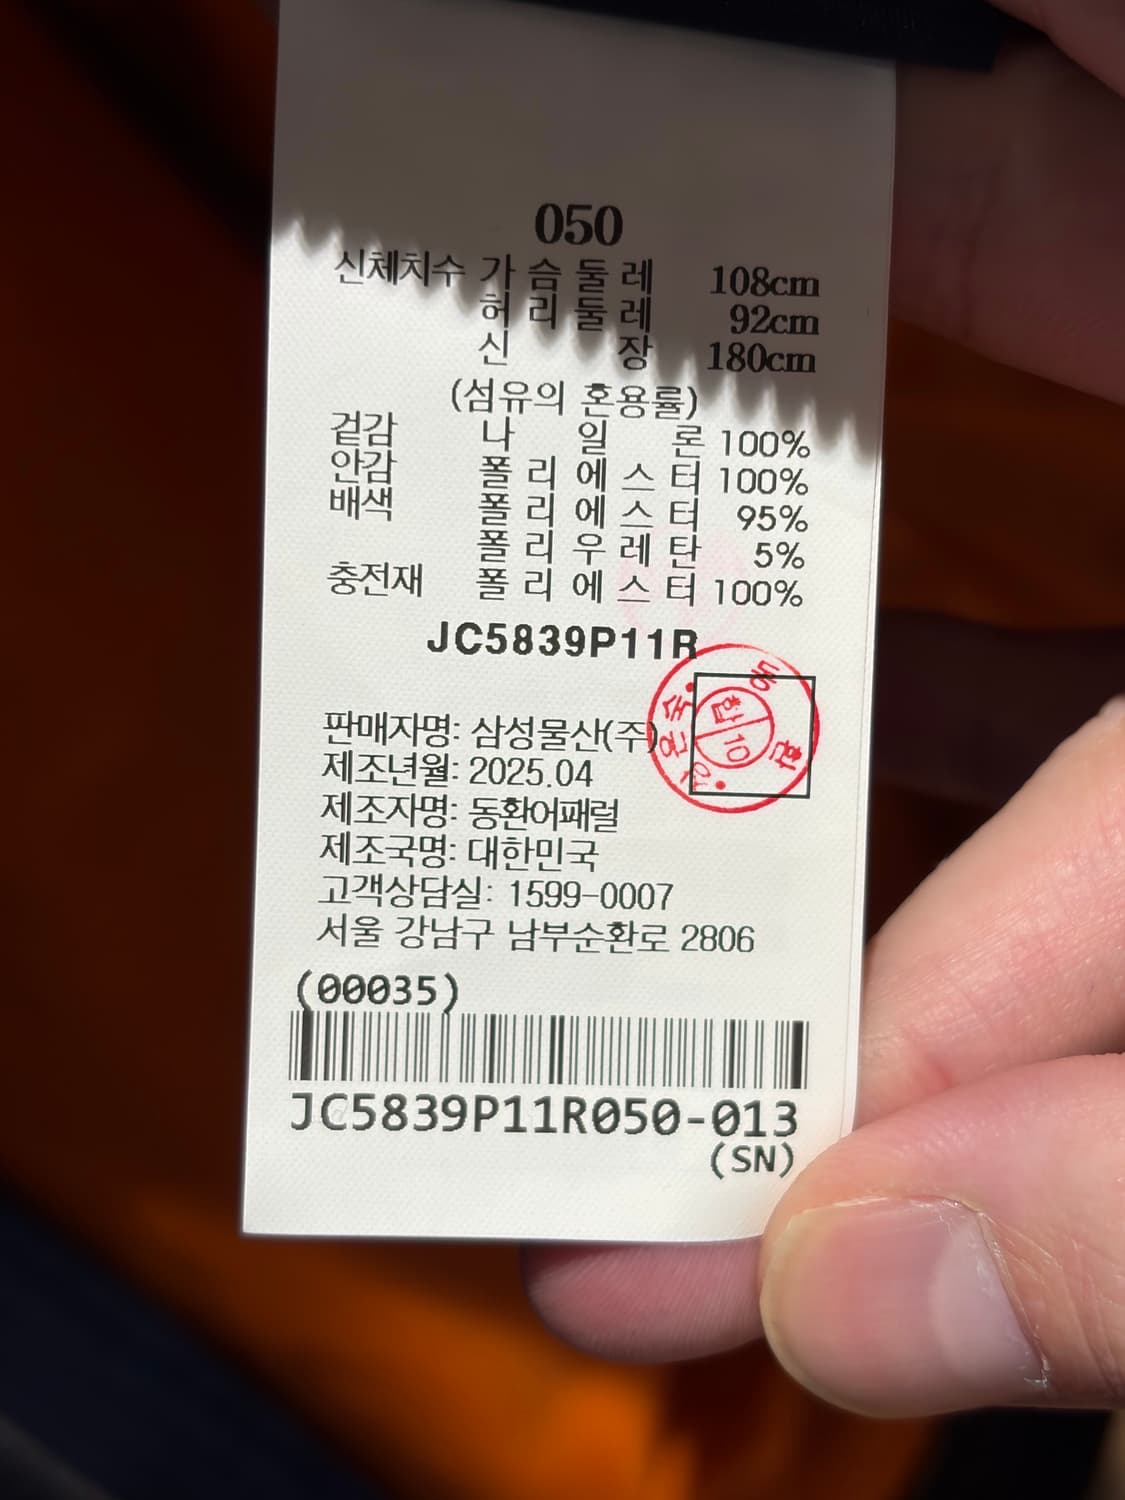 050
신체치수 가슴둘레 108cm
허리둘레 92cm
신장 180cm
(섬유의 혼용률)
겉감 나일론 100%
안감 폴리에스터 100%
배색 폴리에스터 95%
폴리우레탄 5%
충전재 폴리에스터 100%
JC5839P11R
판매자명: 삼성물산(주)
제조년월: 2025.04
제조자명: 동환어패럴
제조국명: 대한민국
고객상담실: 1599-0007
서울 강남구 남부순환로 2806
(00035)
JC5839P11R050-013
(SN)
합
10
동환